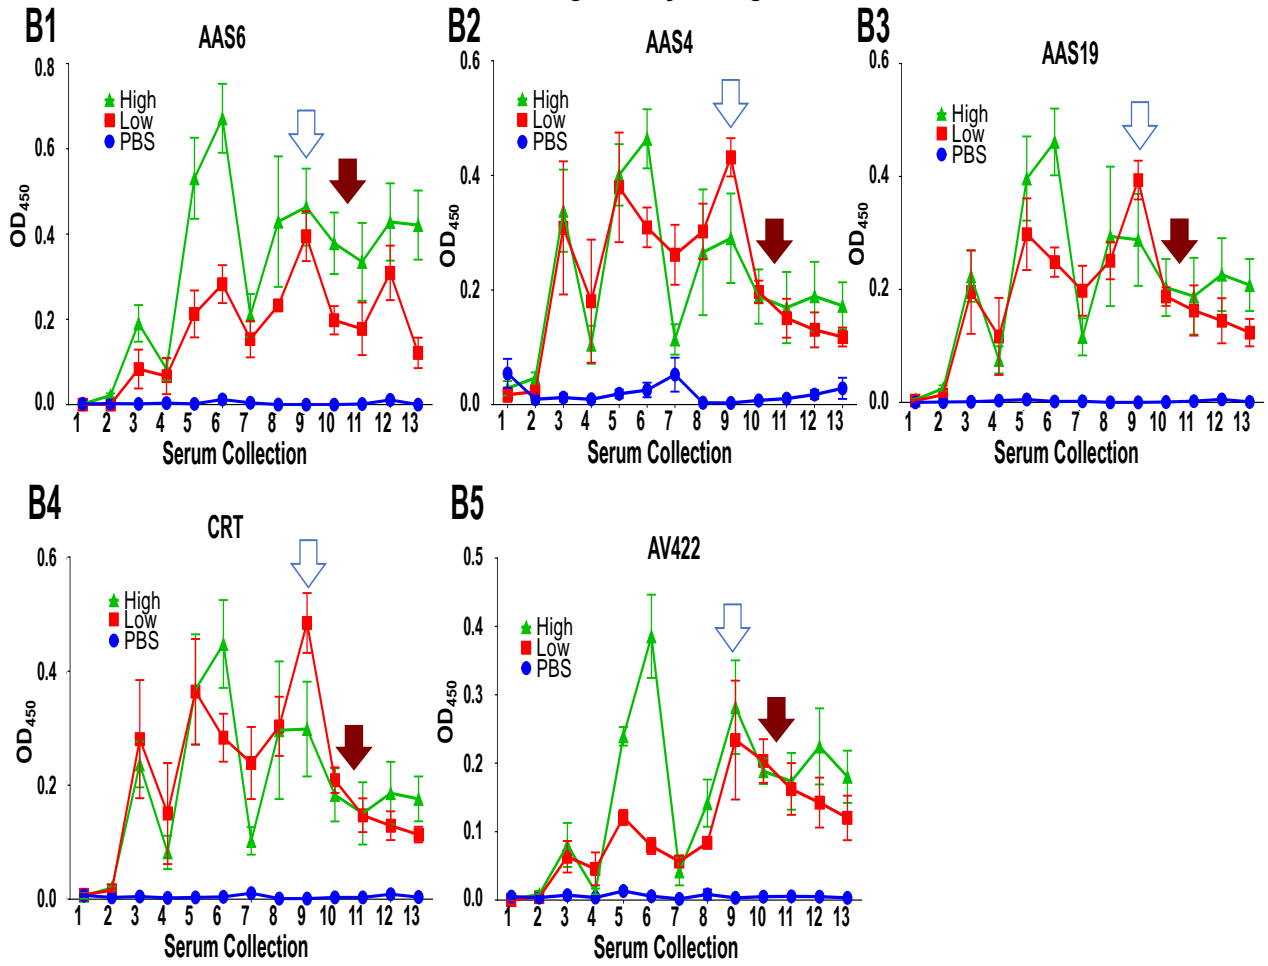 B1
AAS6
0.8
0.6
0.4
0.2
0.0
OD450
High
Low
PBS
1 2 3 4 5 6 7 8 9 10 11 12 13
Serum Collection
B2
AAS4
0.6
0.4
0.2
0.0
OD450
High
Low
PBS
1 2 3 4 5 6 7 8 9 10 11 12 13
Serum Collection
B3
AAS19
0.6
0.4
0.2
0.0
OD450
High
Low
PBS
1 2 3 4 5 6 7 8 9 10 11 12 13
Serum Collection
B4
CRT
0.6
0.4
0.2
0.0
OD450
High
Low
PBS
1 2 3 4 5 6 7 8 9 10 11 12 13
Serum Collection
B5
AV422
0.5
0.4
0.3
0.2
0.1
0.0
OD450
High
Low
PBS
1 2 3 4 5 6 7 8 9 10 11 12 13
Serum Collection